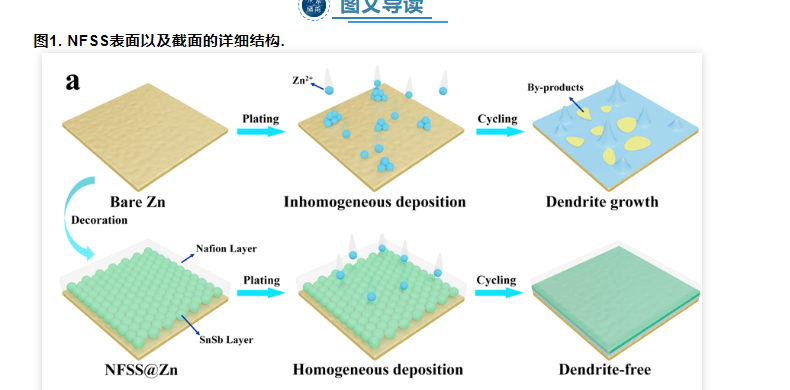 图文导读
图1. NFSS表面以及截面的详细结构.
a
Zn²⁺
By-products
Plating
Cycling
Bare Zn
Inhomogeneous deposition
Dendrite growth
Decoration
Nafion Layer
Plating
Cycling
SnSb Layer
NFSS@Zn
Homogeneous deposition
Dendrite-free